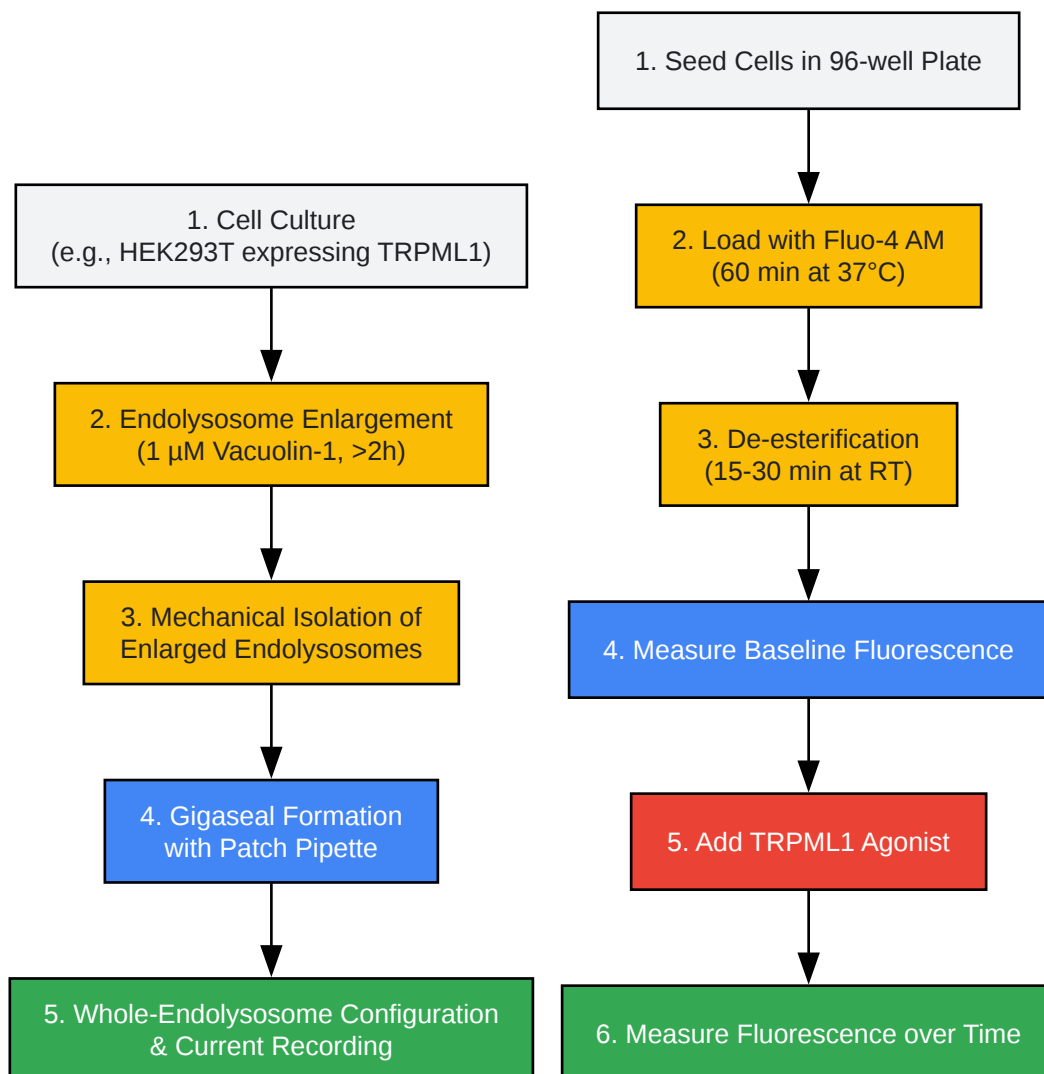 1. Cell Culture
(e.g., HEK293T expressing TRPML1)
2. Endolysosome Enlargement
(1 µM Vacuolin-1, >2h)
3. Mechanical Isolation of
Enlarged Endolysosomes
4. Gigaseal Formation
with Patch Pipette
5. Whole-Endolysosome Configuration
& Current Recording
1. Seed Cells in 96-well Plate
2. Load with Fluo-4 AM
(60 min at 37°C)
3. De-esterification
(15-30 min at RT)
4. Measure Baseline Fluorescence
5. Add TRPML1 Agonist
6. Measure Fluorescence over Time